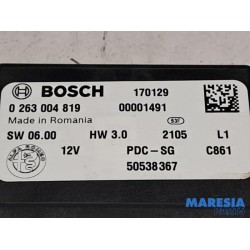 BOSCH 170129
0 263 004 819 00001491
Made in Romania 53F
SW 06.00 HW 3.0 2105 L1
12V PDC-SG C861
50538367
MARESIA